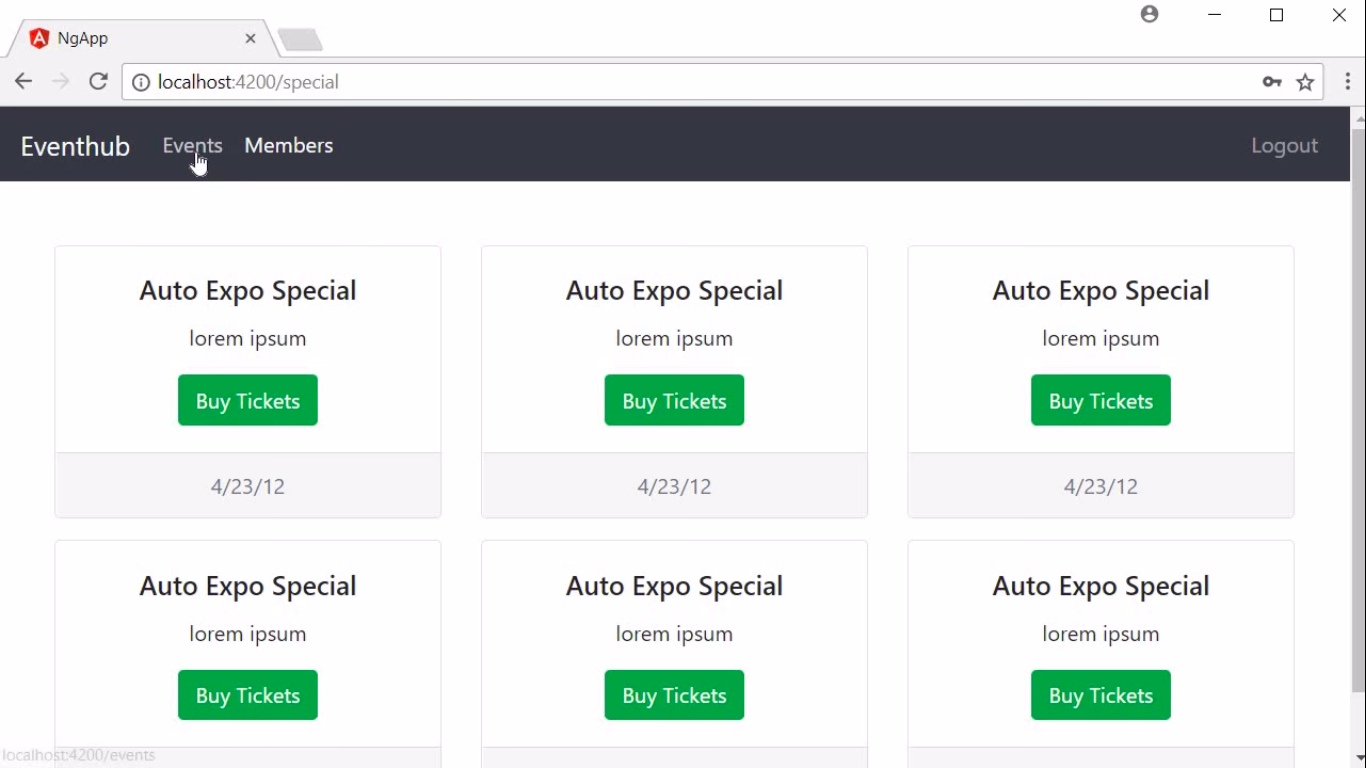 NgApp
localhost:4200/special
Eventhub Events Members Logout
Auto Expo Special Auto Expo Special Auto Expo Special
lorem ipsum lorem ipsum lorem ipsum
Buy Tickets Buy Tickets Buy Tickets
4/23/12 4/23/12 4/23/12
Auto Expo Special Auto Expo Special Auto Expo Special
lorem ipsum lorem ipsum lorem ipsum
Buy Tickets Buy Tickets Buy Tickets
localhost:4200/events